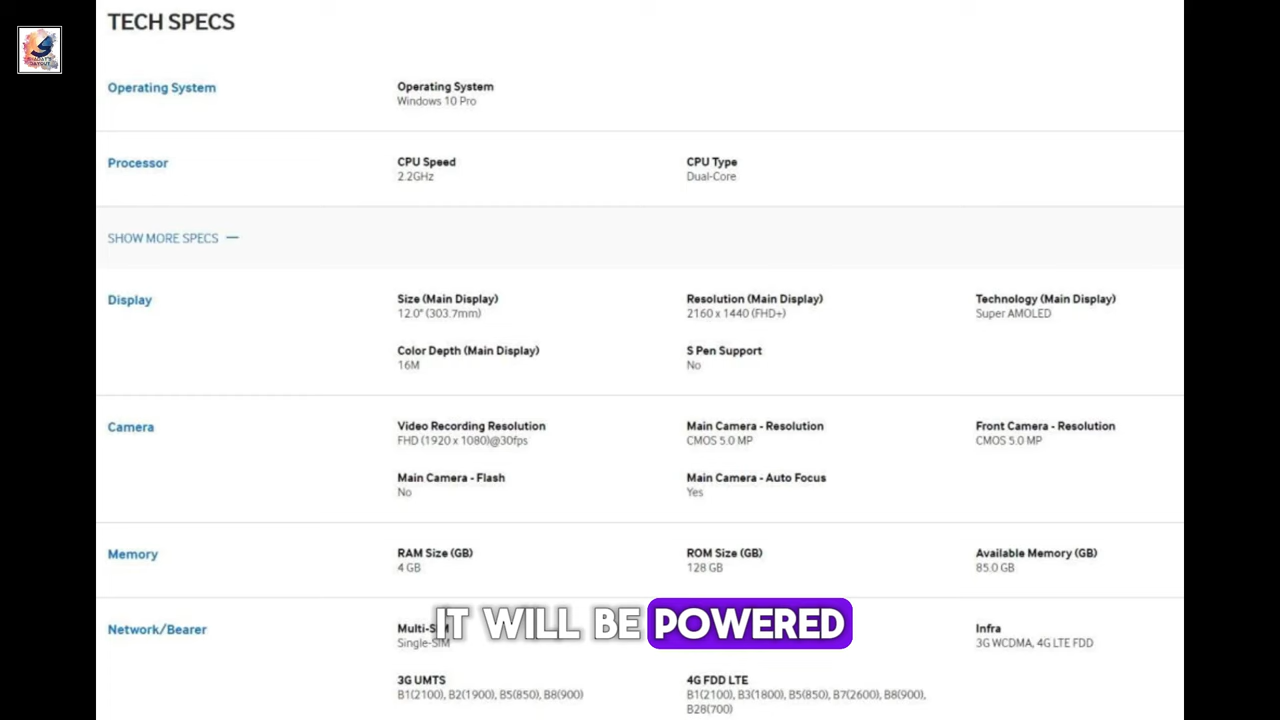 TECH SPECS
Operating System
Operating System
Windows 10 Pro
Processor
CPU Speed
2.2GHz
CPU Type
Dual-Core
SHOW MORE SPECS —
Display
Size (Main Display)
12.0" (303.7mm)
Resolution (Main Display)
2160 x 1440 (FHD+)
Technology (Main Display)
Super AMOLED
Color Depth (Main Display)
16M
S Pen Support
No
Camera
Video Recording Resolution
FHD (1920 x 1080)@30fps
Main Camera - Resolution
CMOS 5.0 MP
Front Camera - Resolution
CMOS 5.0 MP
Main Camera - Flash
No
Main Camera - Auto Focus
Yes
Memory
RAM Size (GB)
4 GB
ROM Size (GB)
128 GB
Available Memory (GB)
85.0 GB
IT WILL BE POWERED
Network/Bearer
Multi-SIM
Single-SIM
Infra
3G WCDMA, 4G LTE FDD
3G UMTS
B1(2100), B2(1900), B5(850), B8(900)
4G FDD LTE
B1(2100), B3(1800), B5(850), B7(2600), B8(900),
B28(700)